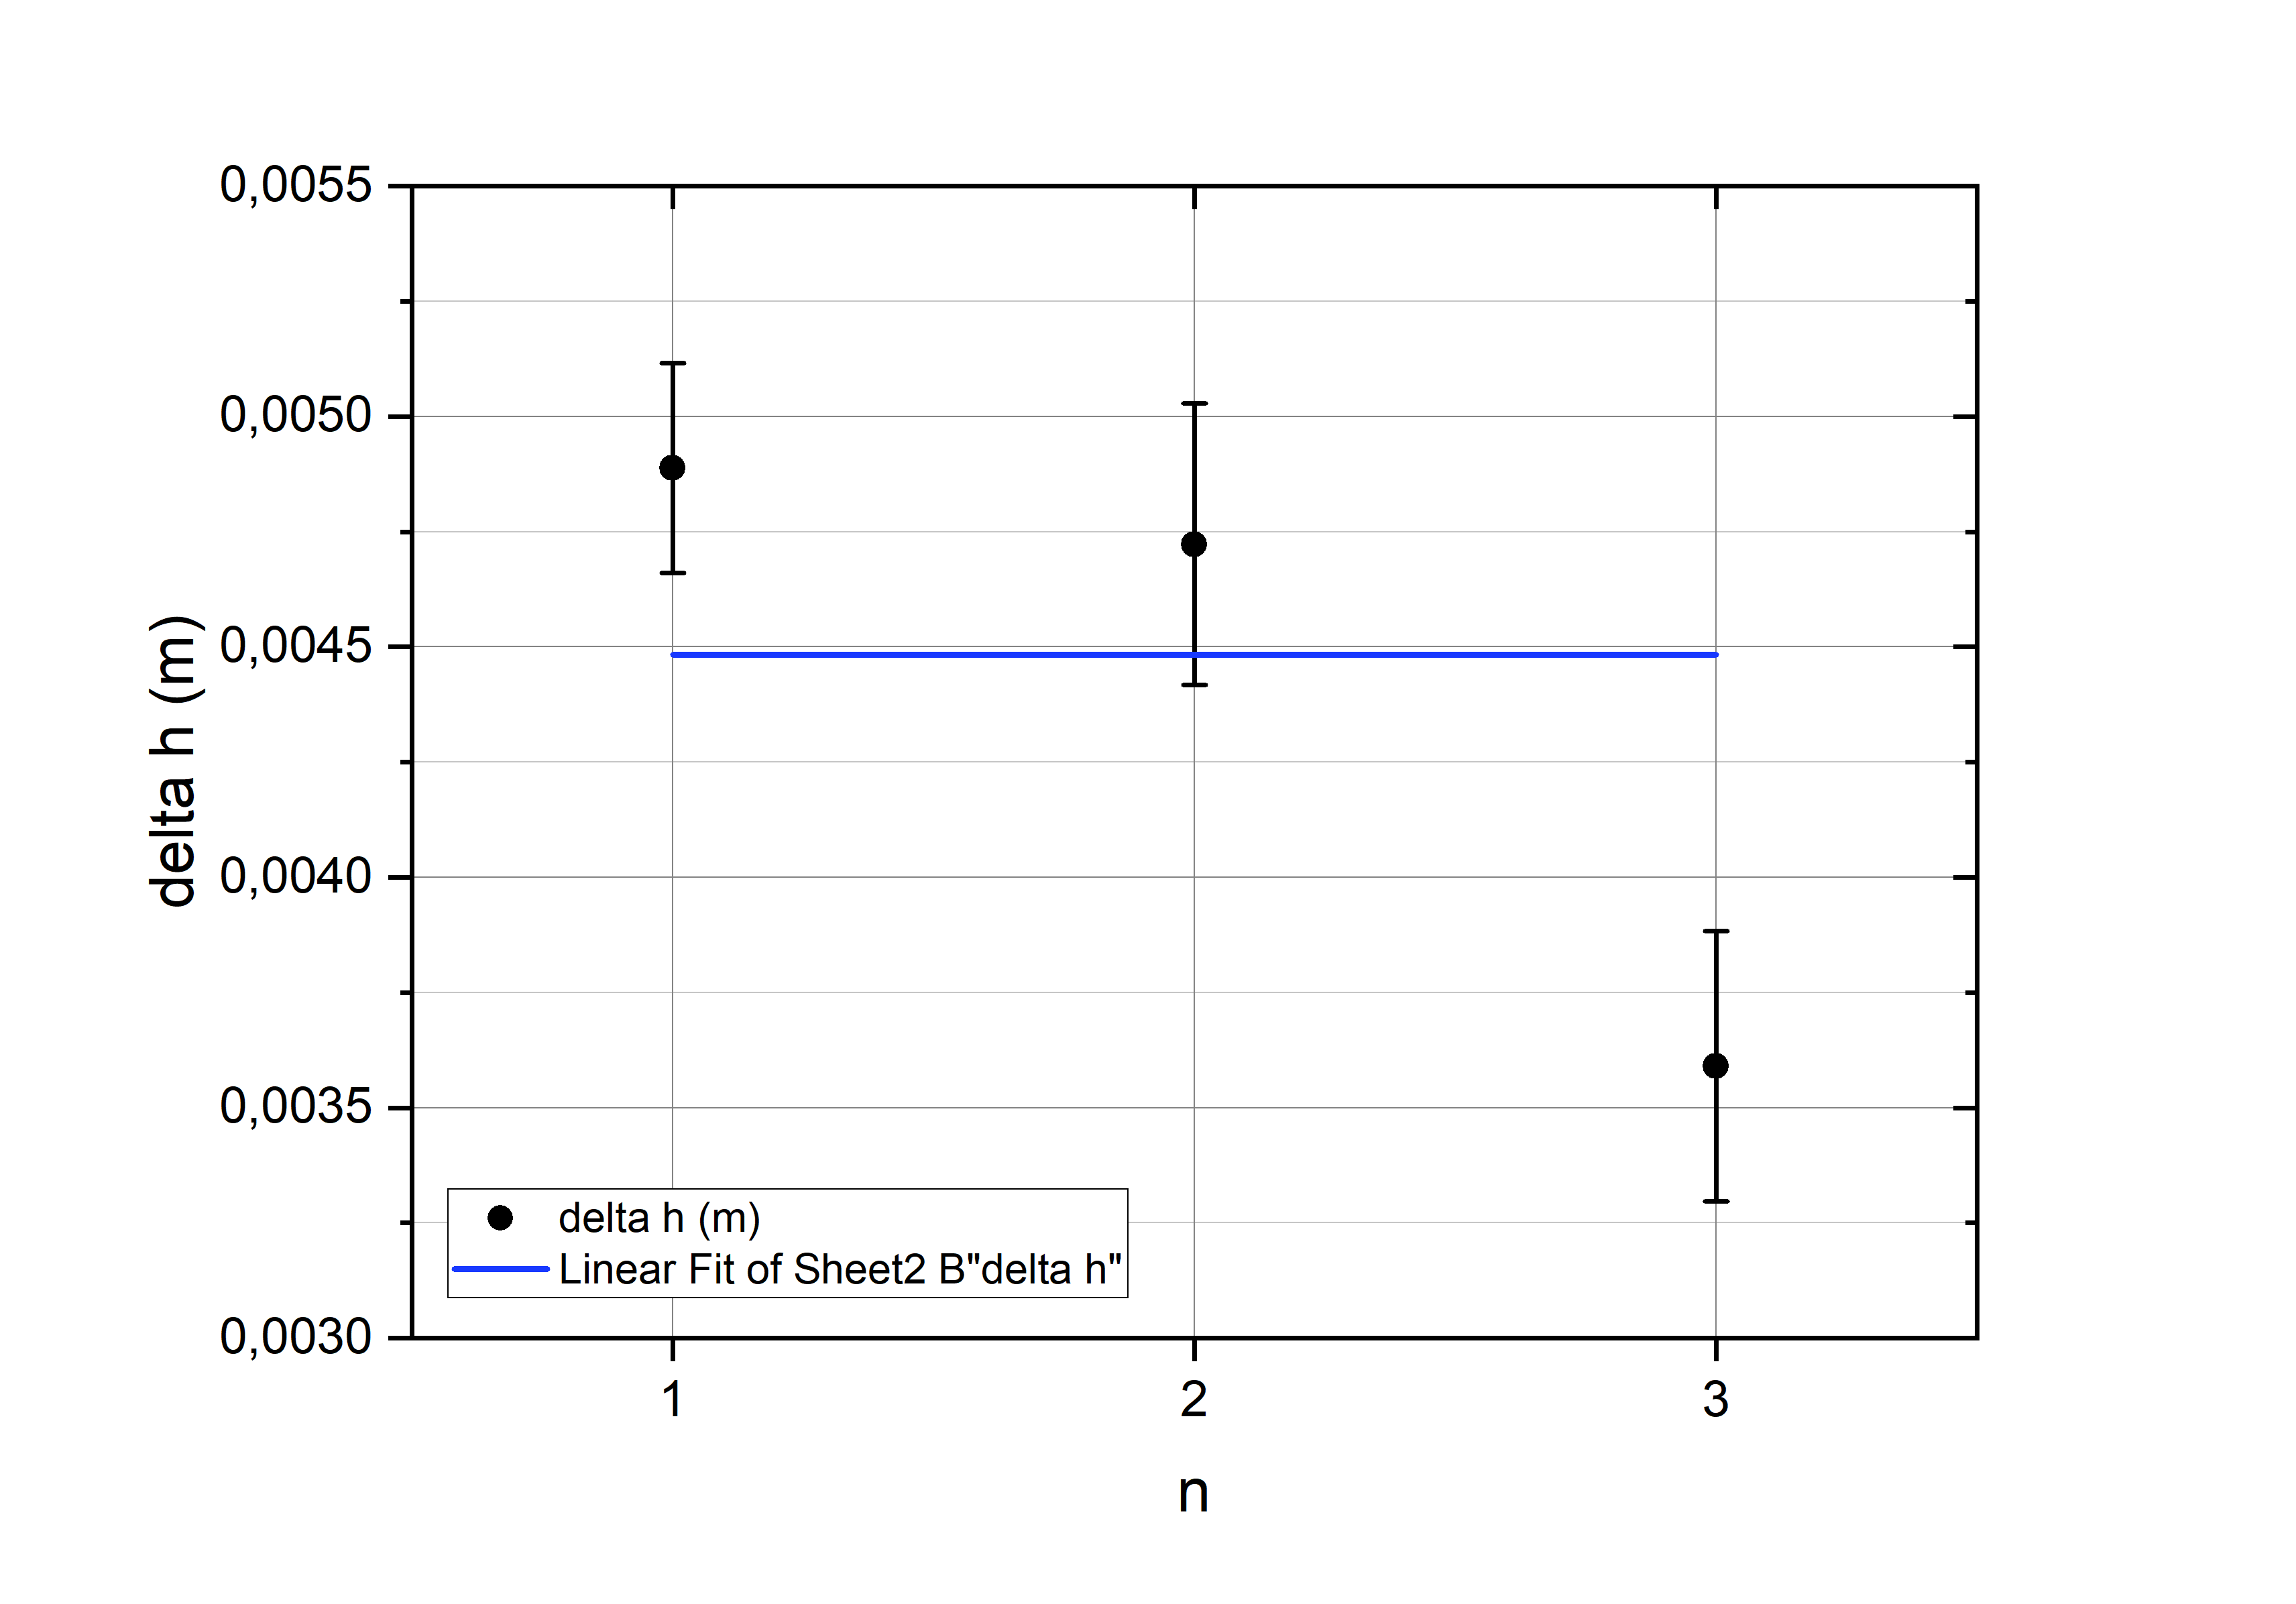 0,0055
0,0050
0,0045
0,0040
0,0035
0,0030
delta h (m)
delta h (m)
Linear Fit of Sheet2 B"delta h"
1 2 3
n